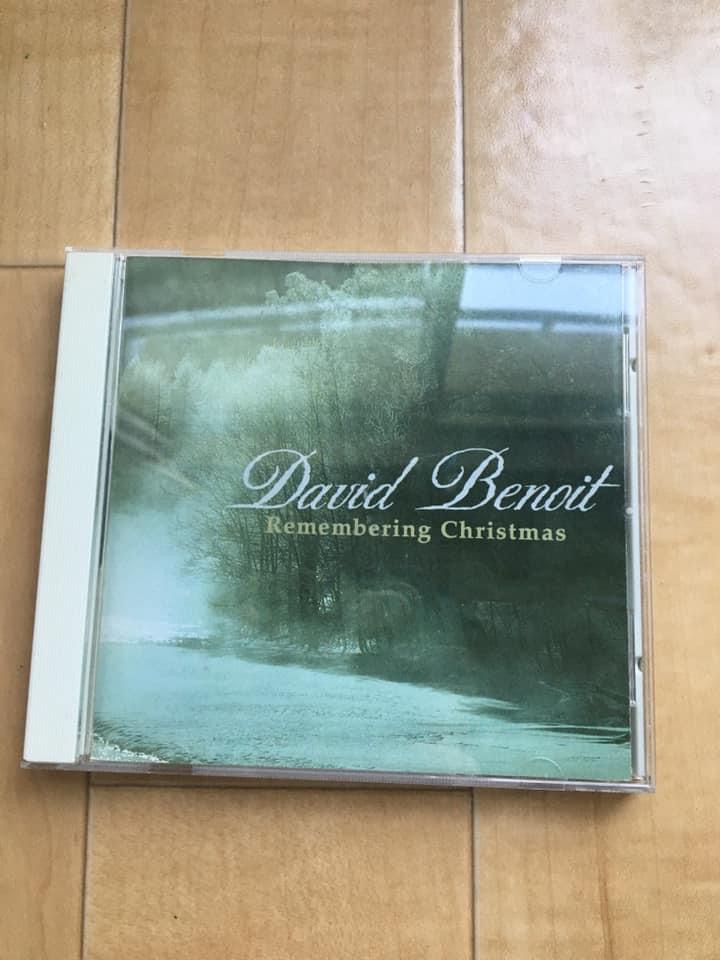 David Benoit
Remembering Christmas